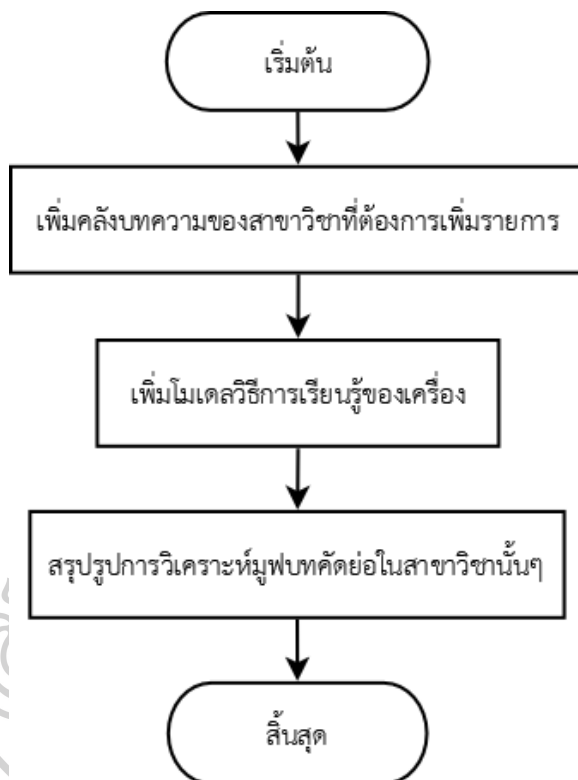 เริ่มต้น
เพิ่มคลังบทความของสาขาวิชาที่ต้องการเพิ่มรายการ
เพิ่มโมเดลวิธีการเรียนรู้ของเครื่อง
สรุปรูปการวิเคราะห์มูฟบทคัดย่อในสาขาวิชานั้นๆ
สิ้นสุด